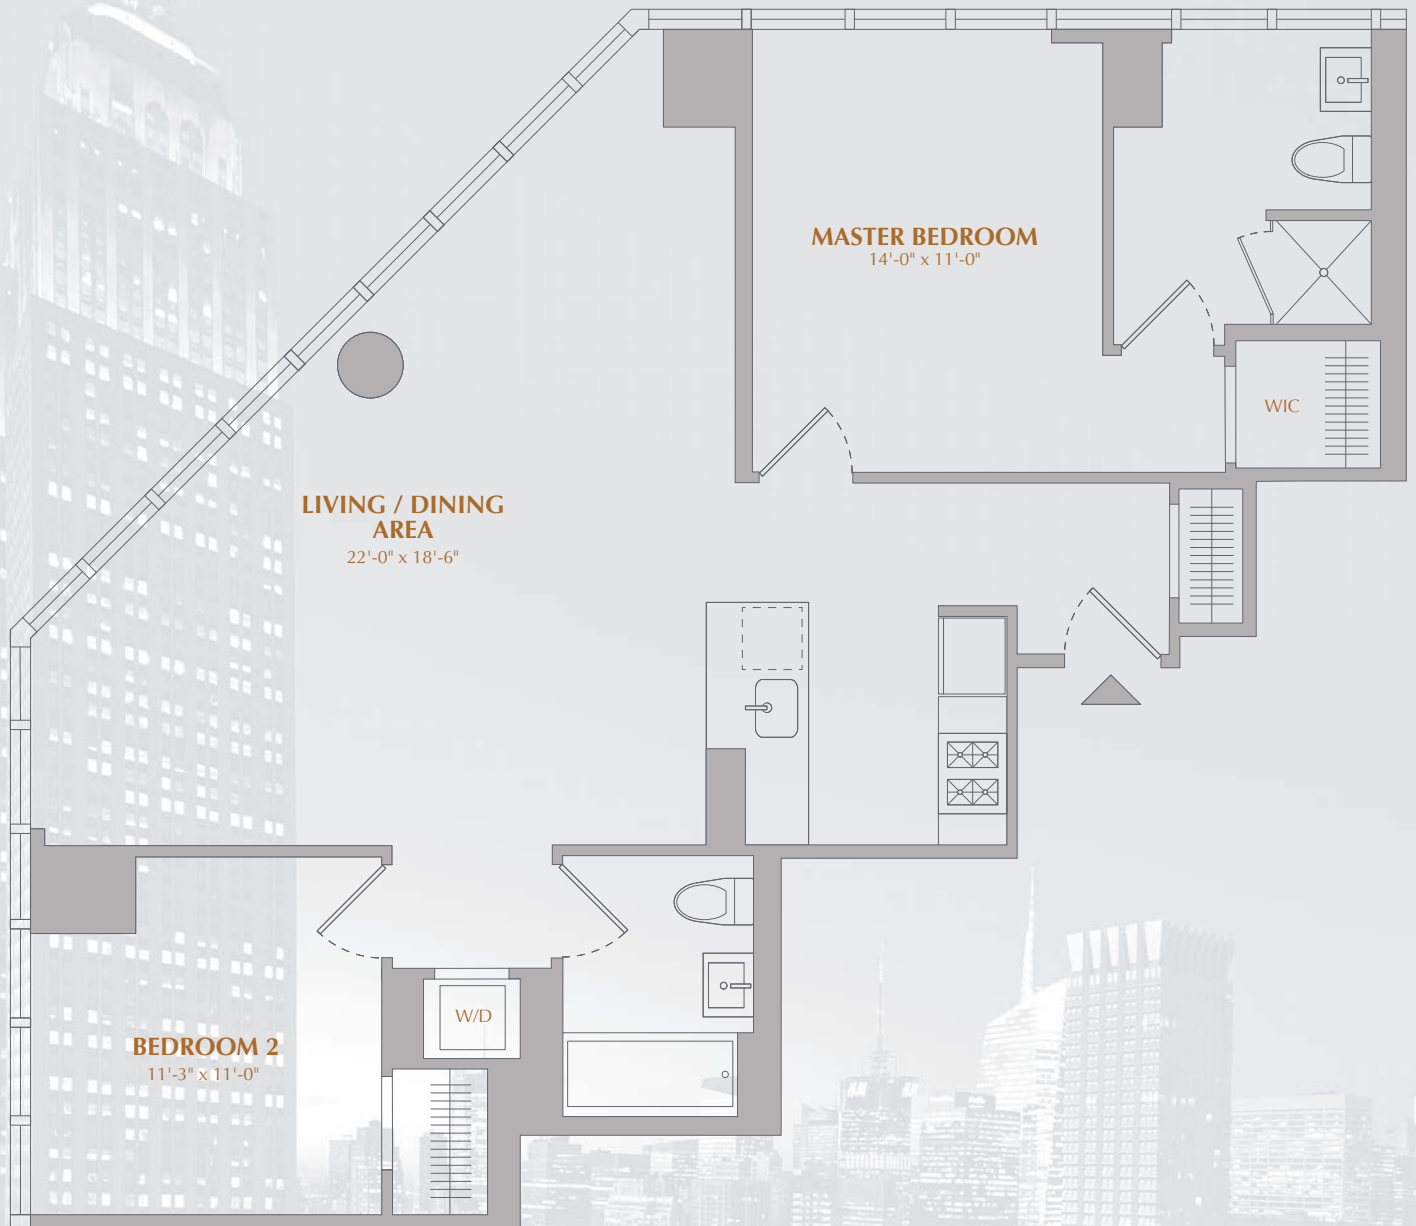 MASTER BEDROOM
14'-0" x 11'-0"
WIC
LIVING / DINING
AREA
22'-0" x 18'-6"
W/D
BEDROOM 2
11'-3" x 11'-0"